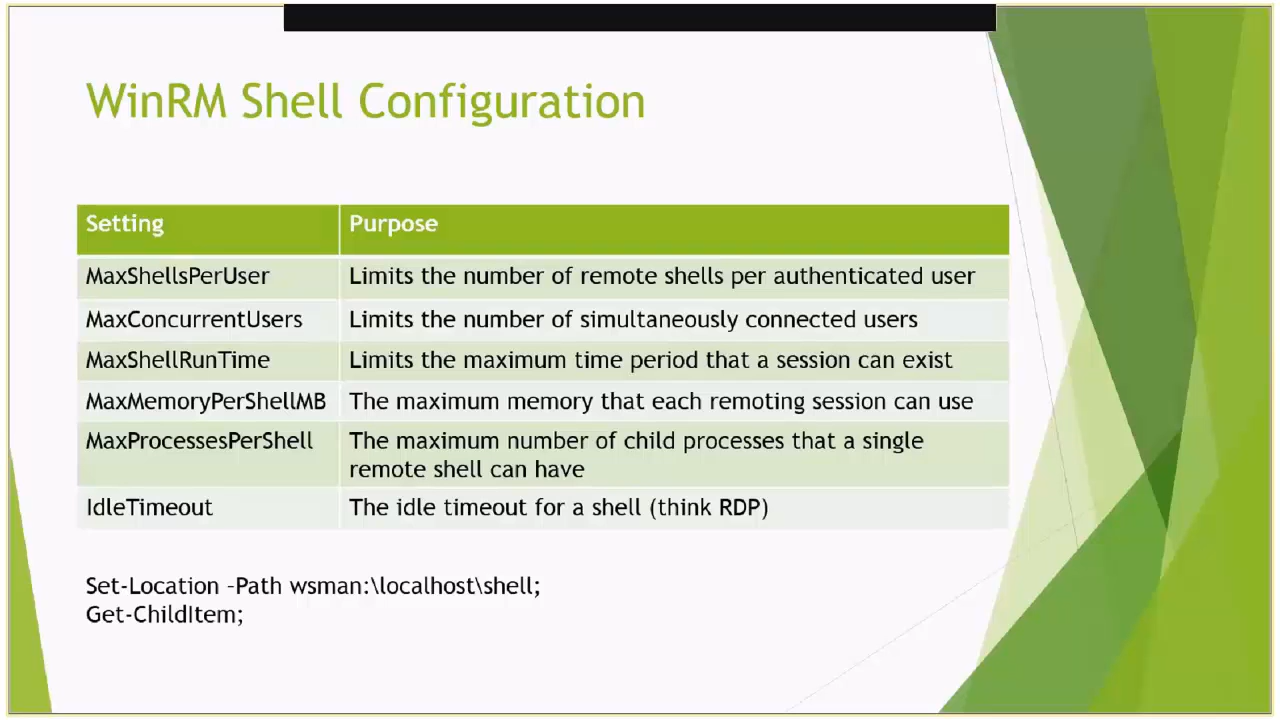 WinRM Shell Configuration
Setting Purpose
MaxShellsPerUser Limits the number of remote shells per authenticated user
MaxConcurrentUsers Limits the number of simultaneously connected users
MaxShellRunTime Limits the maximum time period that a session can exist
MaxMemoryPerShellMB The maximum memory that each remoting session can use
MaxProcessesPerShell The maximum number of child processes that a single
remote shell can have
IdleTimeout The idle timeout for a shell (think RDP)
Set-Location –Path wsman:\localhost\shell;
Get-ChildItem;